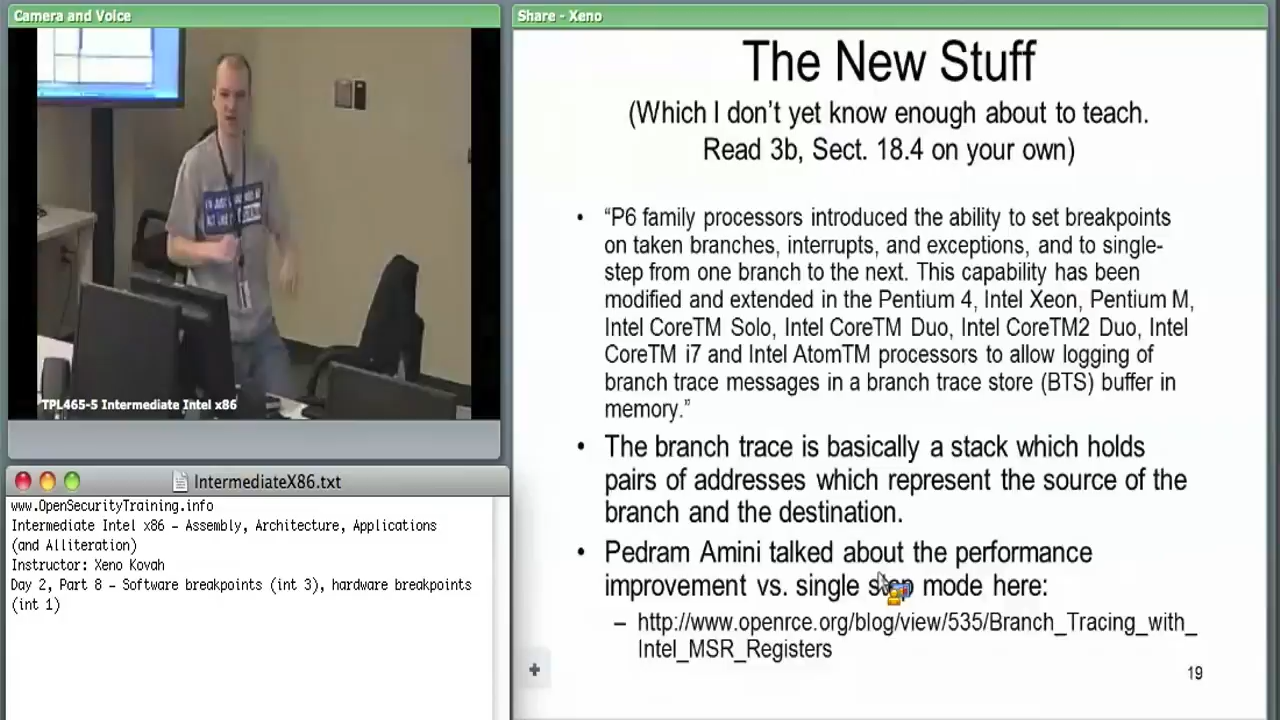 Camera and Voice
TPL465-5 Intermediate Intel x86
IntermediateX86.txt
www.OpenSecurityTraining.info
Intermediate Intel x86 – Assembly, Architecture, Applications
(and Alliteration)
Instructor: Xeno Kovah
Day 2, Part 8 – Software breakpoints (int 3), hardware breakpoints
(int 1)
Share - Xeno
The New Stuff
(Which I don’t yet know enough about to teach.
Read 3b, Sect. 18.4 on your own)
• “P6 family processors introduced the ability to set breakpoints
on taken branches, interrupts, and exceptions, and to single-
step from one branch to the next. This capability has been
modified and extended in the Pentium 4, Intel Xeon, Pentium M,
Intel CoreTM Solo, Intel CoreTM Duo, Intel CoreTM2 Duo, Intel
CoreTM i7 and Intel AtomTM processors to allow logging of
branch trace messages in a branch trace store (BTS) buffer in
memory.”
• The branch trace is basically a stack which holds
pairs of addresses which represent the source of the
branch and the destination.
• Pedram Amini talked about the performance
improvement vs. single step mode here:
– http://www.openrce.org/blog/view/535/Branch_Tracing_with_
Intel_MSR_Registers
19